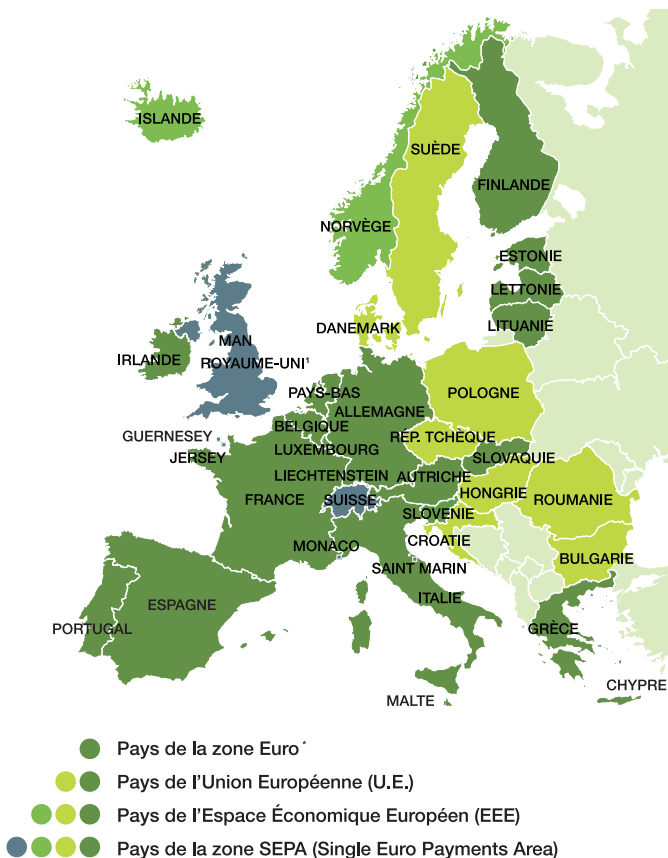 ISLANDE
SUÈDE
FINLANDE
NORVÈGE
ESTONIE
LETTONIE
LITUANIE
DANEMARK
MAN
IRLANDE
ROYAUME-UNI¹
PAYS-BAS
POLOGNE
ALLEMAGNE
BELGIQUE
GUERNESEY
RÉP. TCHÈQUE
JERSEY
LUXEMBOURG
SLOVAQUIE
LIECHTENSTEIN
AUTRICHE
FRANCE
SUISSE
HONGRIE
ROUMANIE
SLOVENIE
MONACO
CROATIE
BULGARIE
SAINT MARIN
ESPAGNE
ITALIE
PORTUGAL
GRÈCE
CHYPRE
MALTE
Pays de la zone Euro*
Pays de l'Union Européenne (U.E.)
Pays de l'Espace Économique Européen (EEE)
Pays de la zone SEPA (Single Euro Payments Area)